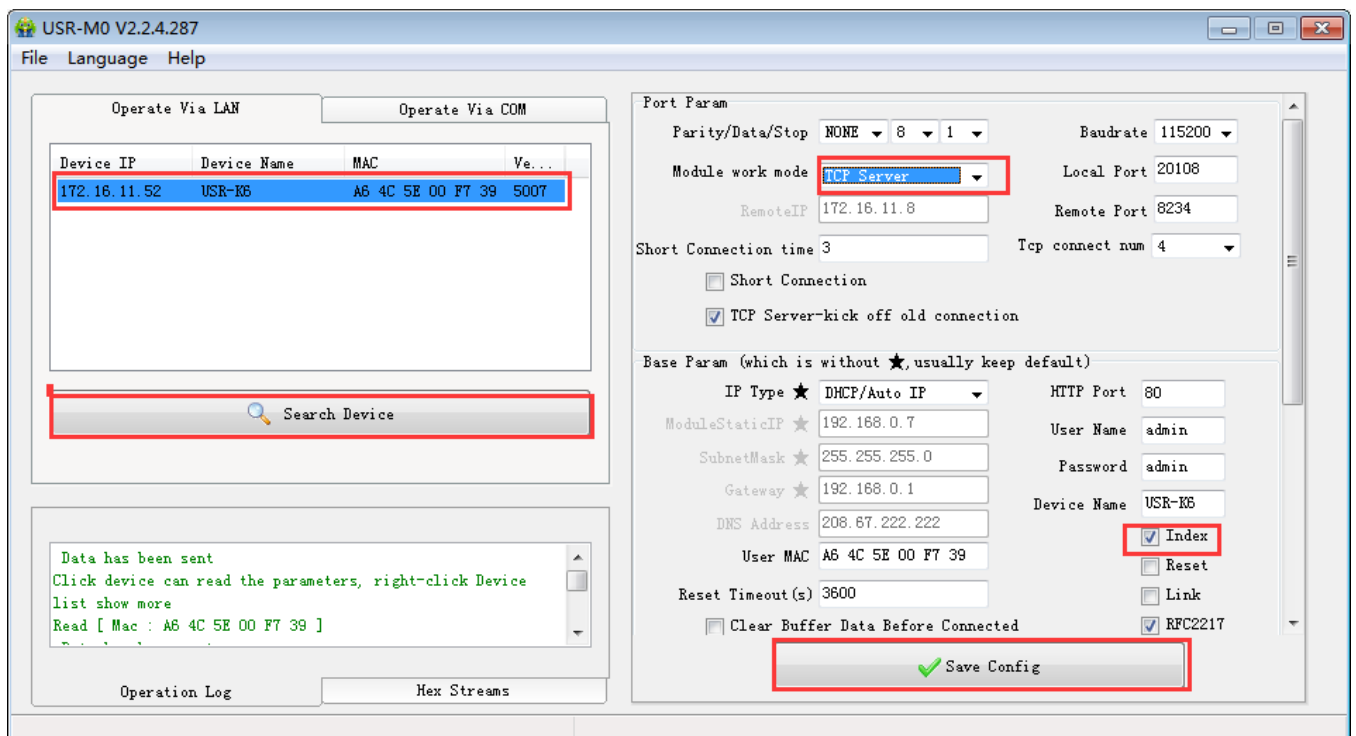 USR-M0 V2.2.4.287
File Language Help
Operate Via LAN Operate Via COM
Device IP Device Name MAC Ve...
172.16.11.52 USR-K6 A6 4C 5E 00 F7 39 5007
Search Device
Data has been sent
Click device can read the parameters, right-click Device
list show more
Read [ Mac : A6 4C 5E 00 F7 39 ]
Operation Log Hex Streams
Port Param
Parity/Data/Stop NONE 8 1 Baudrate 115200
Module work mode TCP Server Local Port 20108
RemoteIP 172.16.11.8 Remote Port 8234
Short Connection time 3 Tcp connect num 4
Short Connection
TCP Server-kick off old connection
Base Param (which is without ★,usually keep default)
IP Type ★ DHCP/Auto IP HTTP Port 80
ModuleStaticIP ★ 192.168.0.7 User Name admin
SubnetMask ★ 255.255.255.0 Password admin
Gateway ★ 192.168.0.1 Device Name USR-K6
DNS Address 208.67.222.222 Index
User MAC A6 4C 5E 00 F7 39 Reset
Reset Timeout(s) 3600 Link
Clear Buffer Data Before Connected RFC2217
Save Config